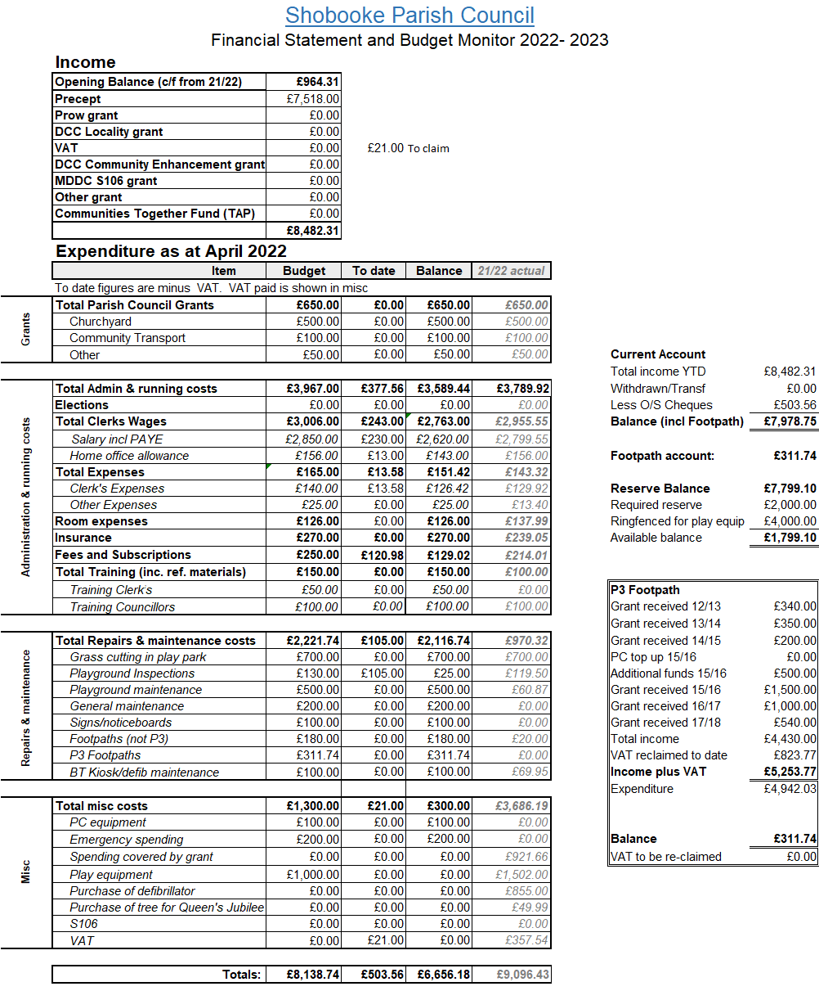 Shobooke Parish Council
Financial Statement and Budget Monitor 2022- 2023
Income
Opening Balance (c/f from 21/22) £964.31
Precept £7,518.00
Prow grant £0.00
DCC Locality grant £0.00
VAT £0.00 £21.00 To claim
DCC Community Enhancement grant £0.00
MDDC S106 grant £0.00
Other grant £0.00
Communities Together Fund (TAP) £0.00
£8,482.31
Expenditure as at April 2022
Item Budget To date Balance 21/22 actual
To date figures are minus VAT. VAT paid is shown in misc
Grants
Total Parish Council Grants £650.00 £0.00 £650.00 £650.00
Churchyard £500.00 £0.00 £500.00 £500.00
Community Transport £100.00 £0.00 £100.00 £100.00
Other £50.00 £0.00 £50.00 £50.00
Administration & running costs
Total Admin & running costs £3,967.00 £377.56 £3,589.44 £3,789.92
Elections £0.00 £0.00 £0.00 £0.00
Total Clerks Wages £3,006.00 £243.00 £2,763.00 £2,955.55
Salary incl PAYE £2,850.00 £230.00 £2,620.00 £2,799.55
Home office allowance £156.00 £13.00 £143.00 £156.00
Total Expenses £165.00 £13.58 £151.42 £143.32
Clerk's Expenses £140.00 £13.58 £126.42 £129.92
Other Expenses £25.00 £0.00 £25.00 £13.40
Room expenses £126.00 £0.00 £126.00 £137.99
Insurance £270.00 £0.00 £270.00 £239.05
Fees and Subscriptions £250.00 £120.98 £129.02 £214.01
Total Training (inc. ref. materials) £150.00 £0.00 £150.00 £100.00
Training Clerk's £50.00 £0.00 £50.00 £0.00
Training Councillors £100.00 £0.00 £100.00 £100.00
Repairs & maintenance
Total Repairs & maintenance costs £2,221.74 £105.00 £2,116.74 £970.32
Grass cutting in play park £700.00 £0.00 £700.00 £700.00
Playground Inspections £130.00 £105.00 £25.00 £119.50
Playground maintenance £500.00 £0.00 £500.00 £60.87
General maintenance £200.00 £0.00 £200.00 £0.00
Signs/noticeboards £100.00 £0.00 £100.00 £0.00
Footpaths (not P3) £180.00 £0.00 £180.00 £20.00
P3 Footpaths £311.74 £0.00 £311.74 £0.00
BT Kiosk/defib maintenance £100.00 £0.00 £100.00 £69.95
Misc
Total misc costs £1,300.00 £21.00 £300.00 £3,686.19
PC equipment £100.00 £0.00 £100.00 £0.00
Emergency spending £200.00 £0.00 £200.00 £0.00
Spending covered by grant £0.00 £0.00 £0.00 £921.66
Play equipment £1,000.00 £0.00 £0.00 £1,502.00
Purchase of defibrillator £0.00 £0.00 £0.00 £855.00
Purchase of tree for Queen's Jubilee £0.00 £0.00 £0.00 £49.99
S106 £0.00 £0.00 £0.00 £0.00
VAT £0.00 £21.00 £0.00 £357.54
Totals: £8,138.74 £503.56 £6,656.18 £9,096.43
Current Account
Total income YTD £8,482.31
Withdrawn/Transf £0.00
Less O/S Cheques £503.56
Balance (incl Footpath) £7,978.75
Footpath account: £311.74
Reserve Balance £7,799.10
Required reserve £2,000.00
Ringfenced for play equip £4,000.00
Available balance £1,799.10
P3 Footpath
Grant received 12/13 £340.00
Grant received 13/14 £350.00
Grant received 14/15 £200.00
PC top up 15/16 £0.00
Additional funds 15/16 £500.00
Grant received 15/16 £1,500.00
Grant received 16/17 £1,000.00
Grant received 17/18 £540.00
Total income £4,430.00
VAT reclaimed to date £823.77
Income plus VAT £5,253.77
Expenditure £4,942.03
Balance £311.74
VAT to be re-claimed £0.00